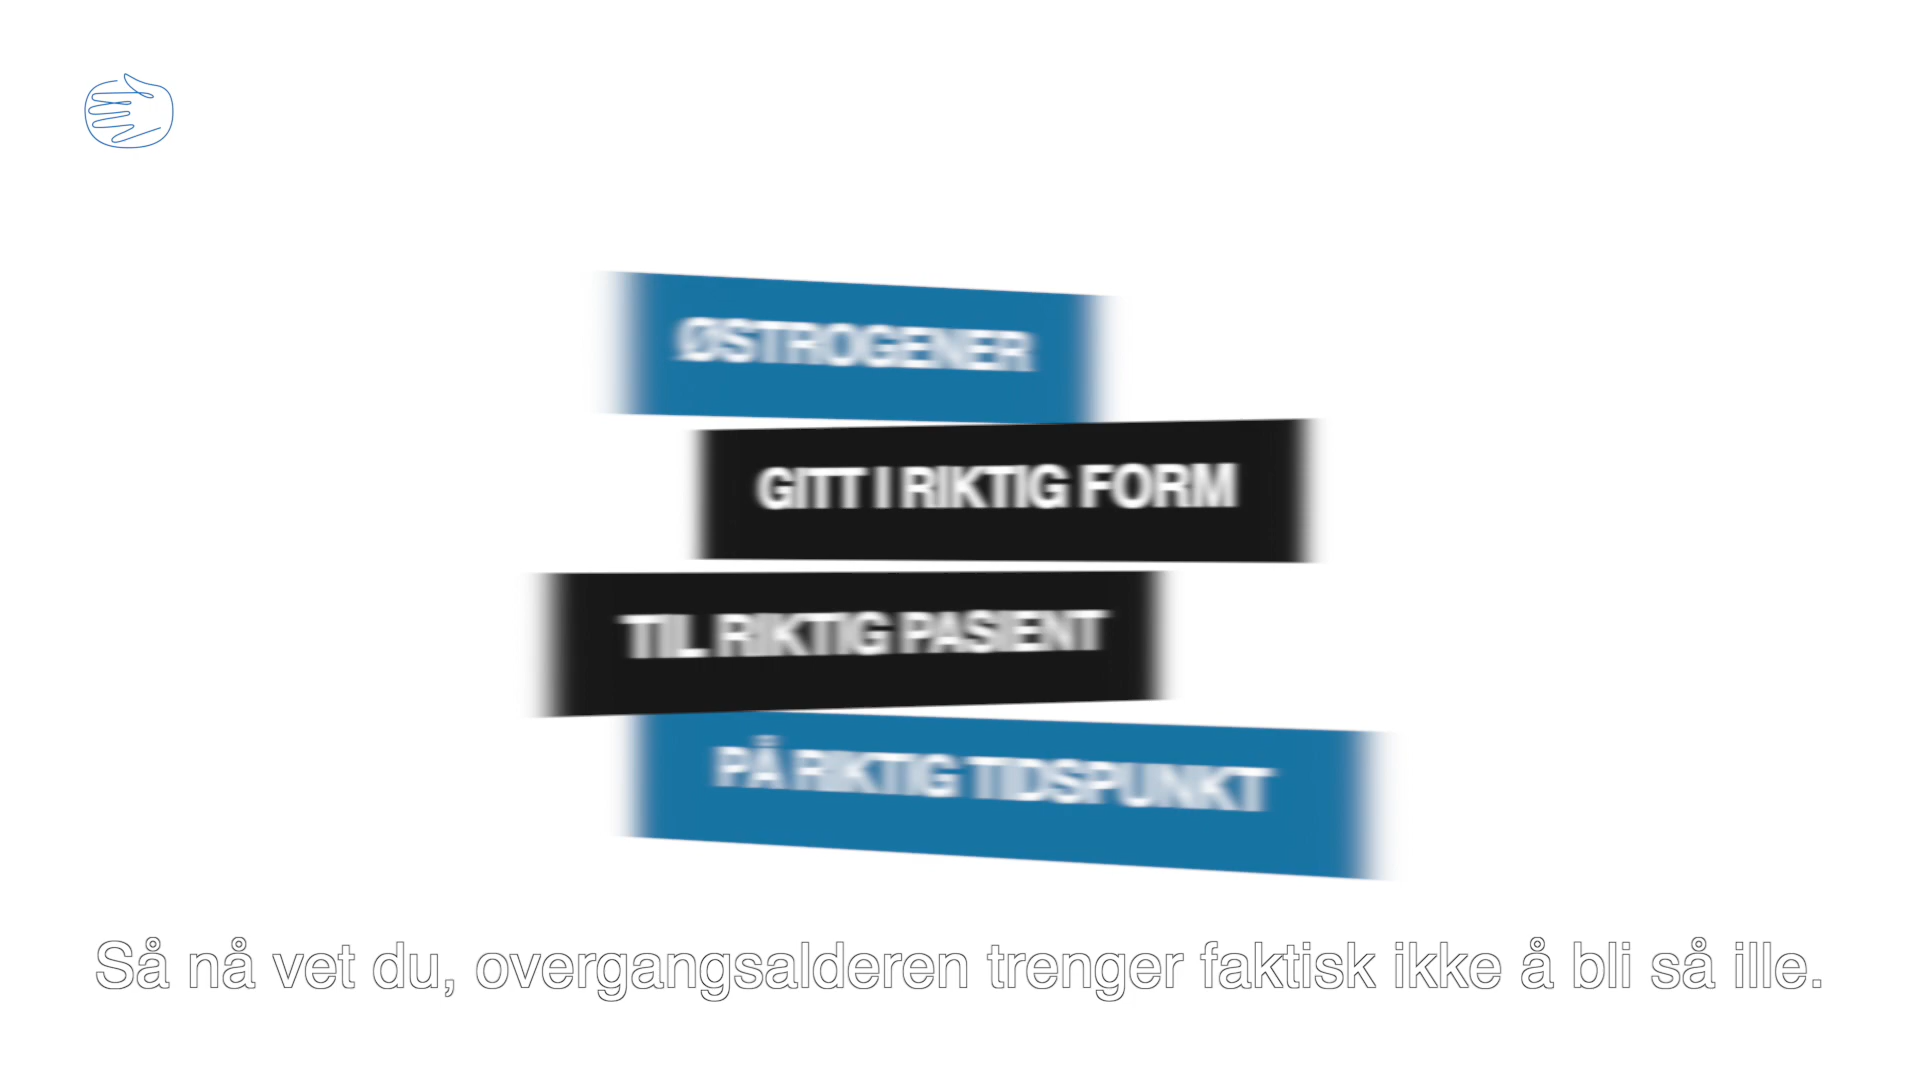 ØSTROGENER
GITT I RIKTIG FORM
TIL RIKTIG PASIENT
PÅ RIKTIG TIDSPUNKT
Så nå vet du, overgangsalderen trenger faktisk ikke å bli så ille.